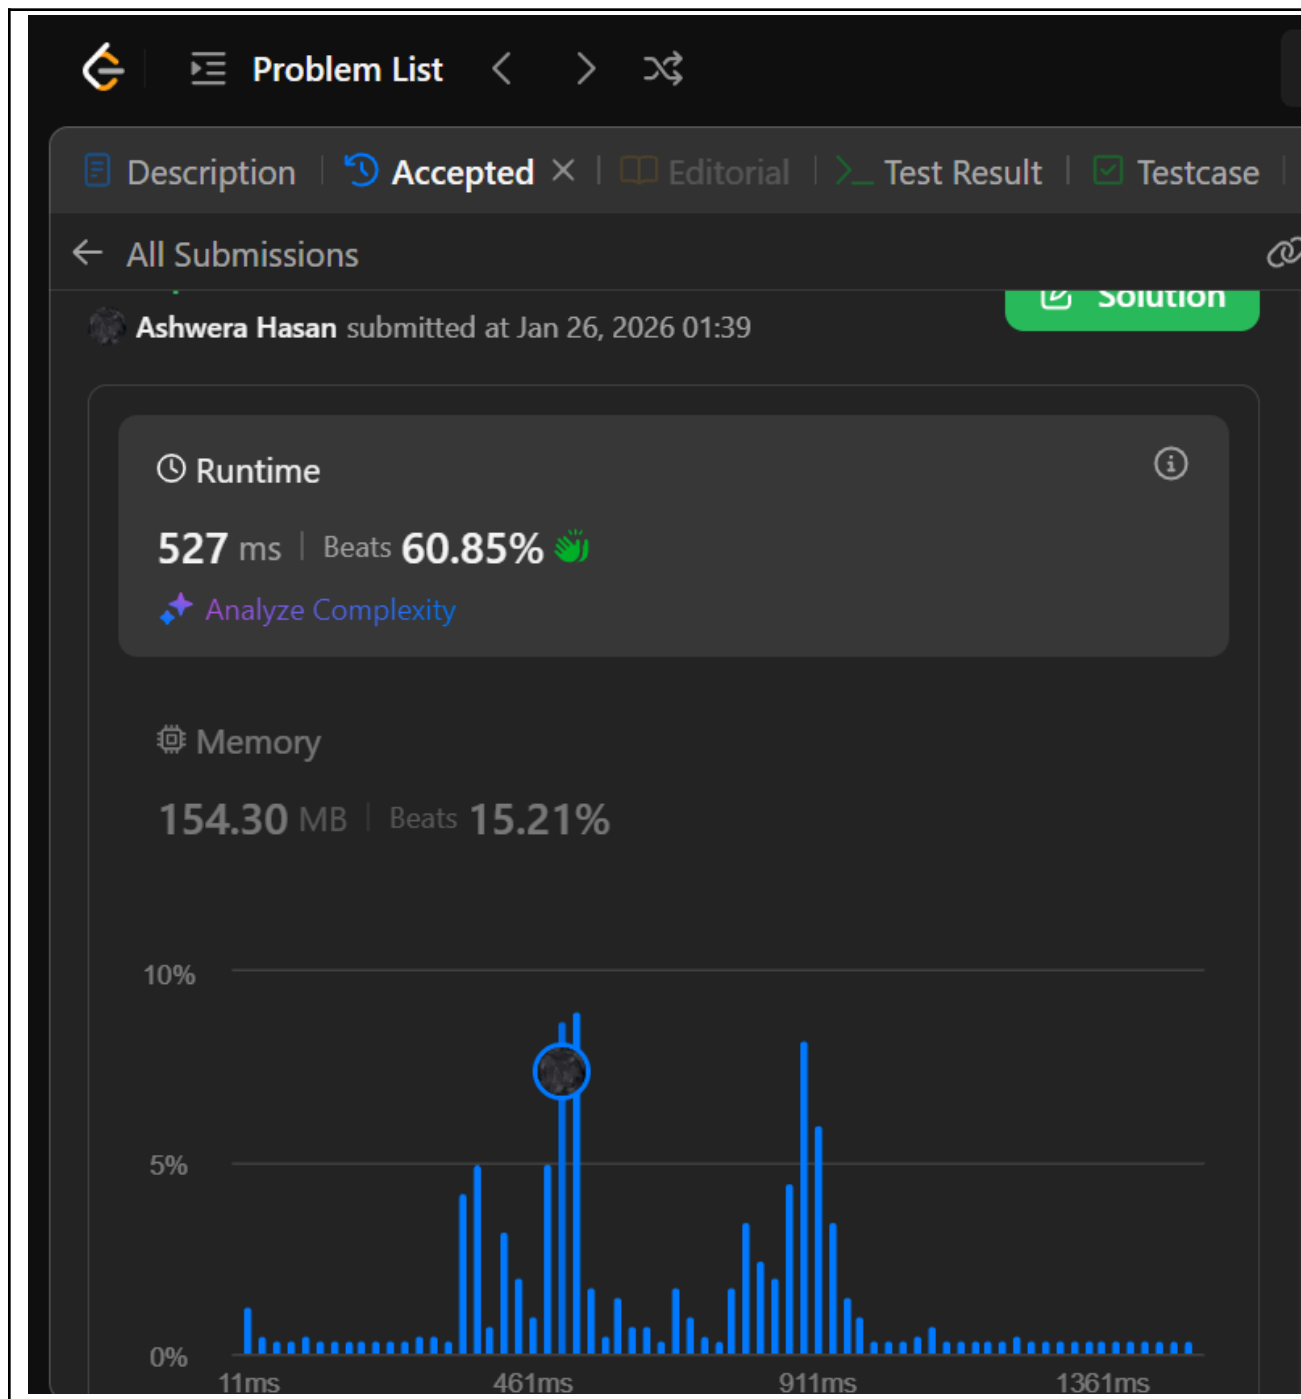 Problem List
Description Accepted Editorial Test Result Testcase
All Submissions
Solution
Ashwera Hasan submitted at Jan 26, 2026 01:39
Runtime
527 ms Beats 60.85%
Analyze Complexity
Memory
154.30 MB Beats 15.21%
10%
5%
0%
11ms 461ms 911ms 1361ms